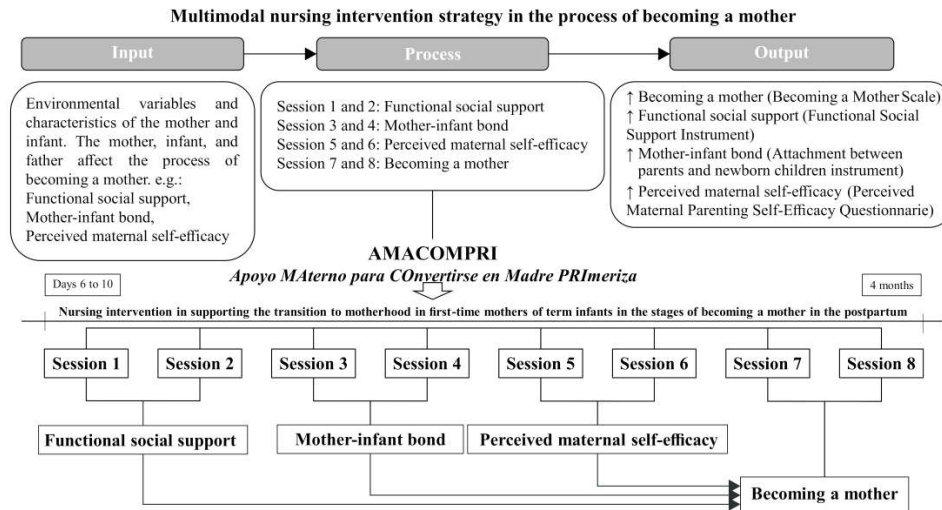 Multimodal nursing intervention strategy in the process of becoming a mother
Input
Process
Output
Environmental variables and
characteristics of the mother and
infant. The mother, infant, and
father affect the process of
becoming a mother. e.g.:
Functional social support,
Mother-infant bond,
Perceived maternal self-efficacy
Session 1 and 2: Functional social support
Session 3 and 4: Mother-infant bond
Session 5 and 6: Perceived maternal self-efficacy
Session 7 and 8: Becoming a mother
↑ Becoming a mother (Becoming a Mother Scale)
↑ Functional social support (Functional Social
Support Instrument)
↑ Mother-infant bond (Attachment between
parents and newborn children instrument)
↑ Perceived maternal self-efficacy (Perceived
Maternal Parenting Self-Efficacy Questionnarie)
AMACOMPRI
Apoyo MAterno para COnvertirse en Madre PRImeriza
Days 6 to 10
4 months
Nursing intervention in supporting the transition to motherhood in first-time mothers of term infants in the stages of becoming a mother in the postpartum
Session 1
Session 2
Session 3
Session 4
Session 5
Session 6
Session 7
Session 8
Functional social support
Mother-infant bond
Perceived maternal self-efficacy
Becoming a mother